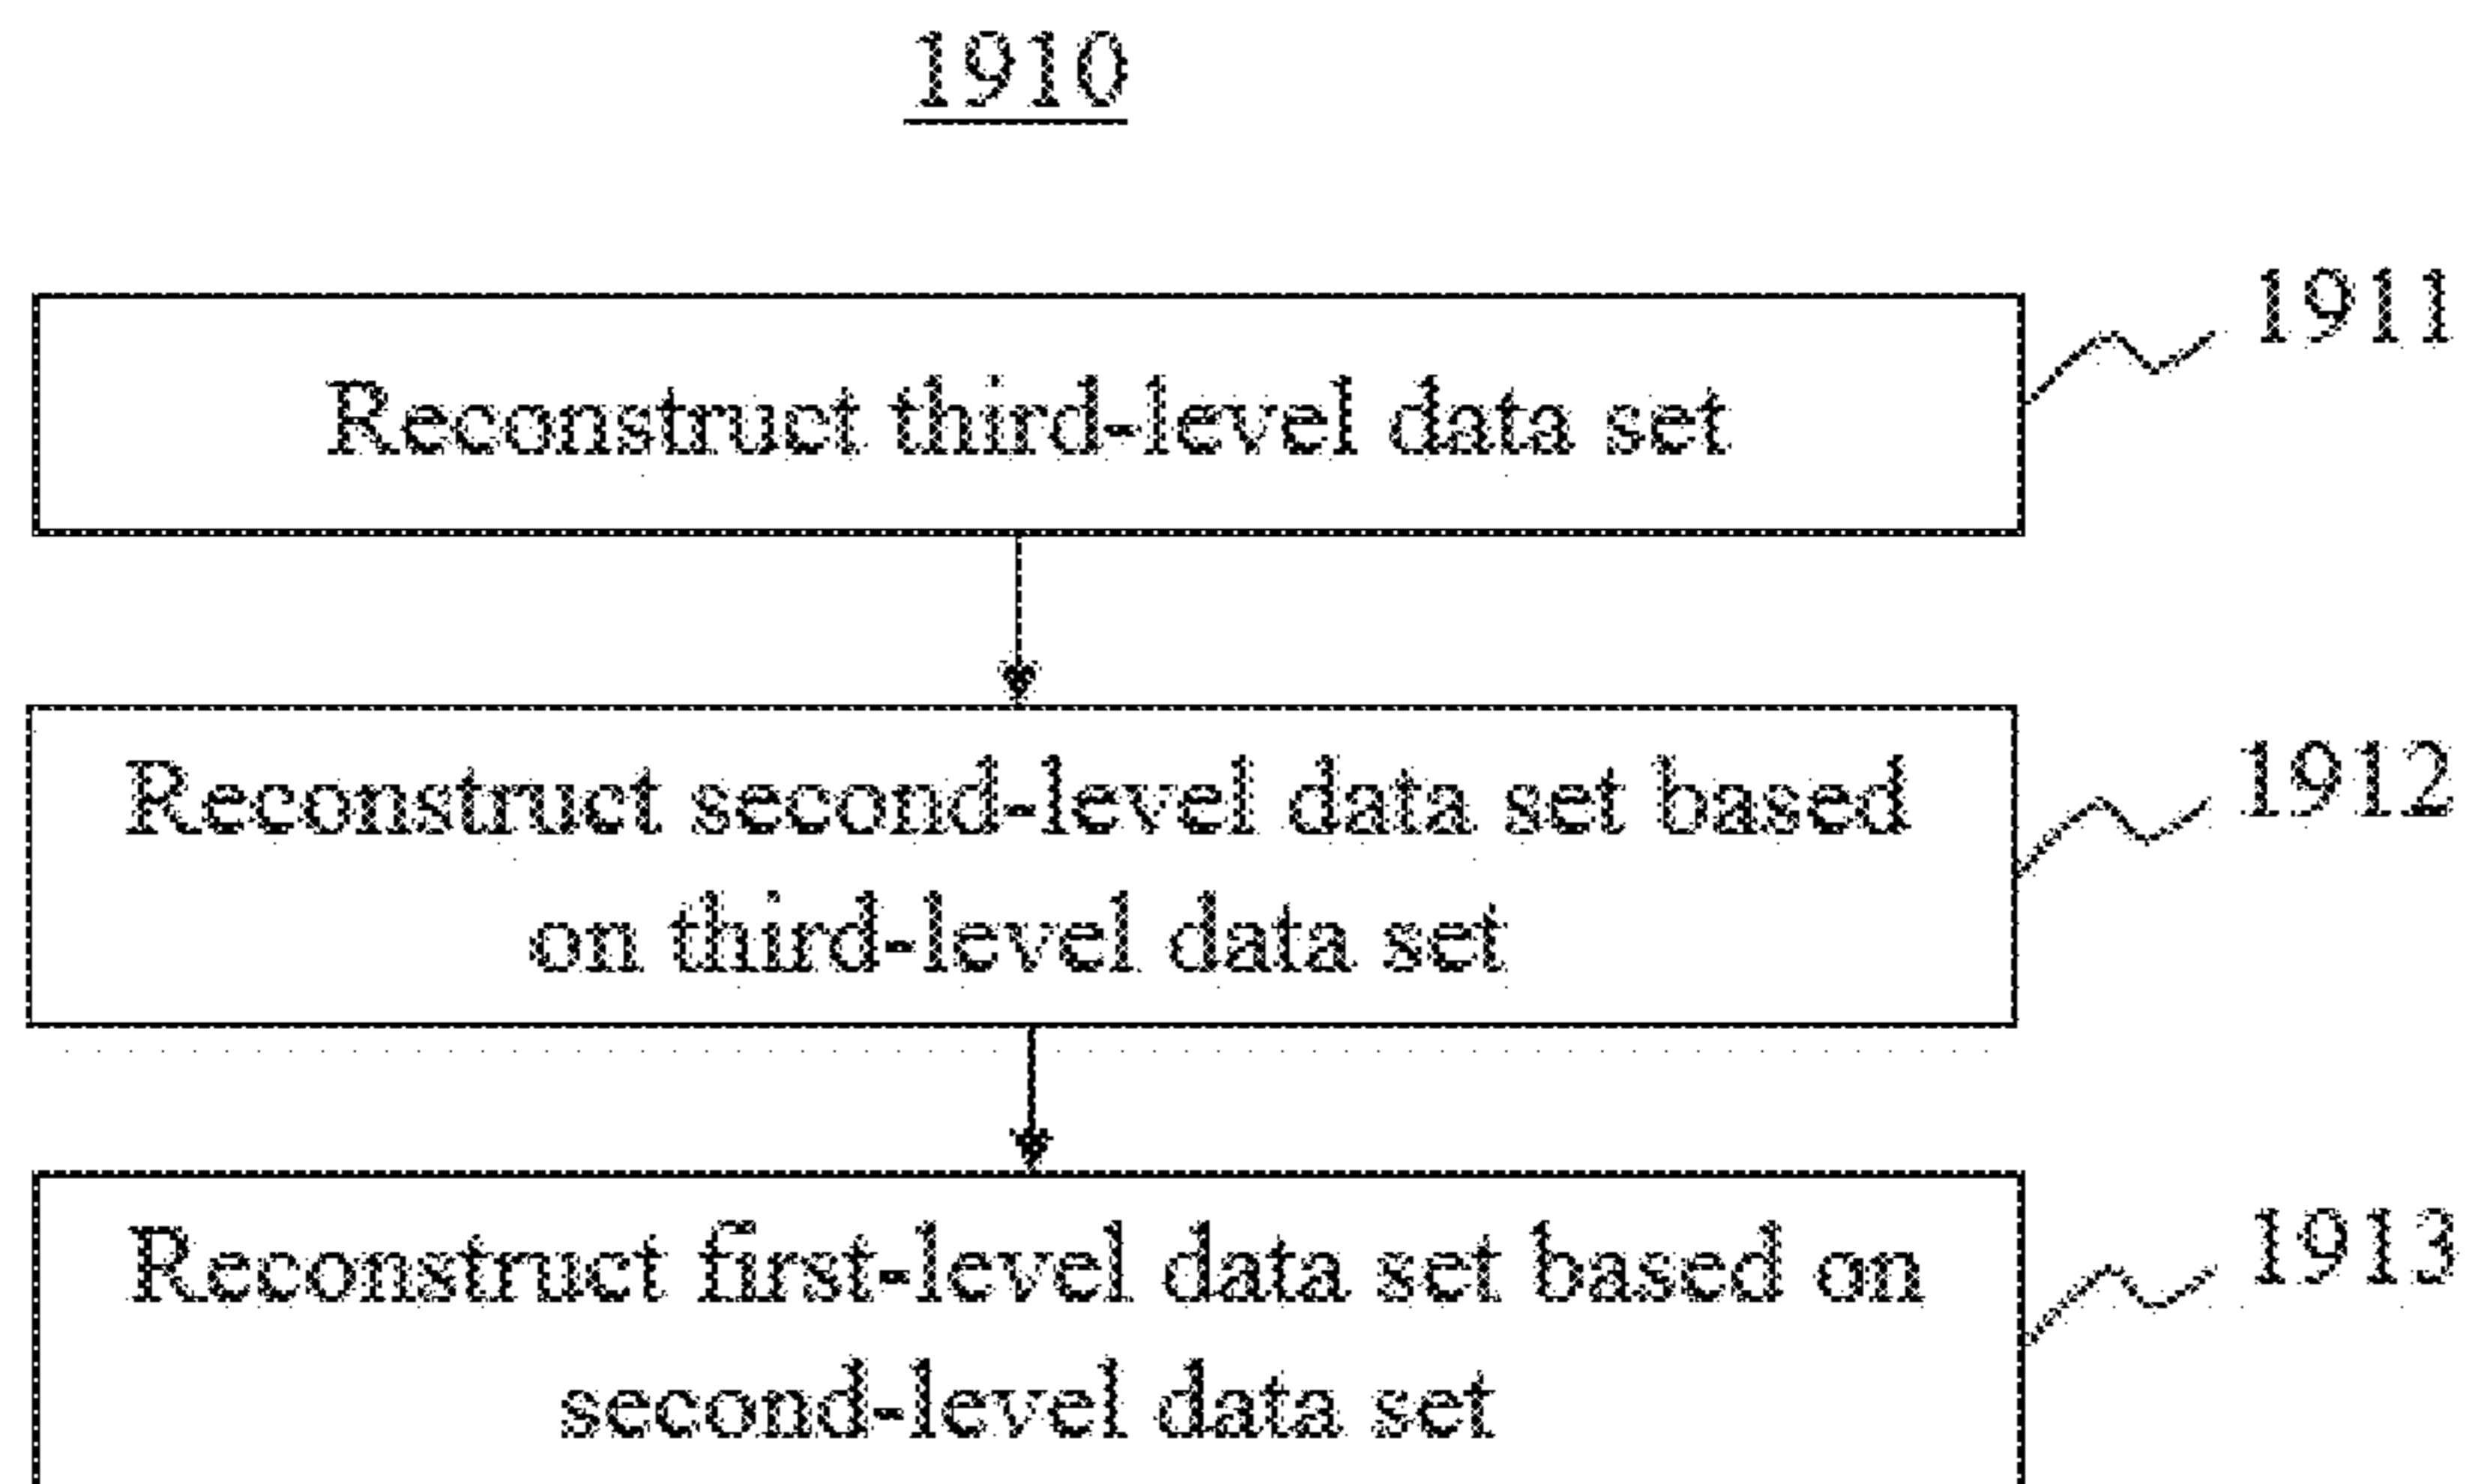 1910
1911
Reconstruct third-level data set
1912
Reconstruct second-level data set based
on third-level data set
1913
Reconstruct first-level data set based on
second-level data set